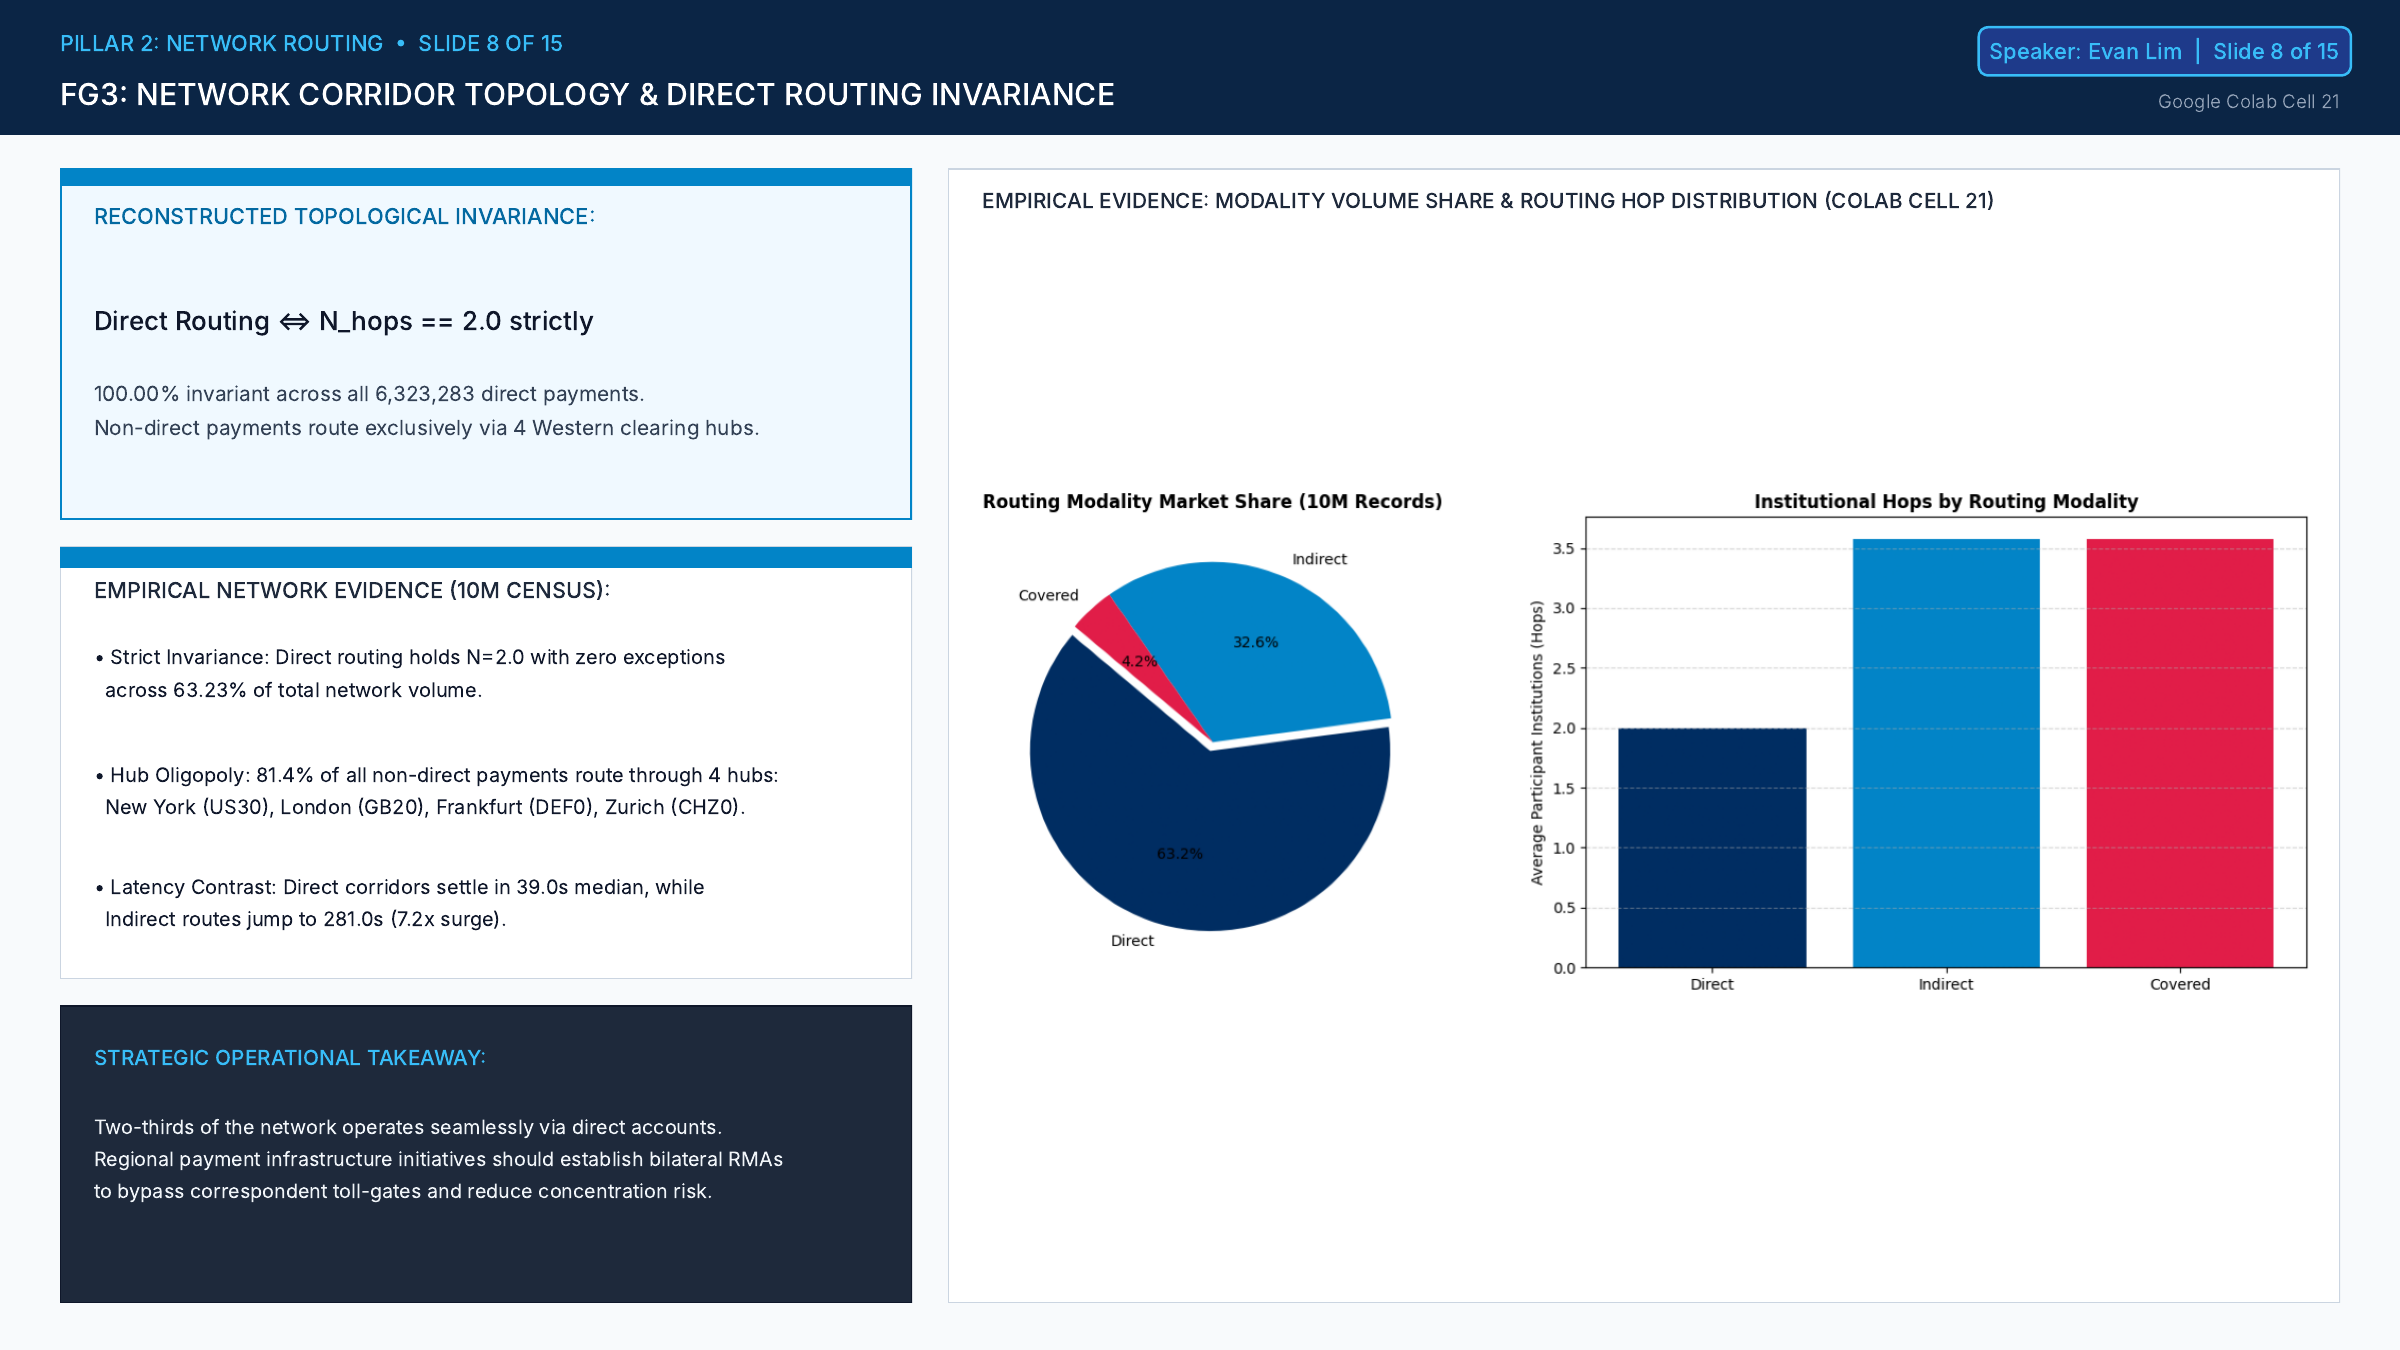 PILLAR 2: NETWORK ROUTING • SLIDE 8 OF 15
FG3: NETWORK CORRIDOR TOPOLOGY & DIRECT ROUTING INVARIANCE
Speaker: Evan Lim | Slide 8 of 15
Google Colab Cell 21
RECONSTRUCTED TOPOLOGICAL INVARIANCE:
Direct Routing ⇔ N_hops == 2.0 strictly
100.00% invariant across all 6,323,283 direct payments.
Non-direct payments route exclusively via 4 Western clearing hubs.
EMPIRICAL NETWORK EVIDENCE (10M CENSUS):
• Strict Invariance: Direct routing holds N=2.0 with zero exceptions
across 63.23% of total network volume.
• Hub Oligopoly: 81.4% of all non-direct payments route through 4 hubs:
New York (US30), London (GB20), Frankfurt (DEF0), Zurich (CHZ0).
• Latency Contrast: Direct corridors settle in 39.0s median, while
Indirect routes jump to 281.0s (7.2x surge).
STRATEGIC OPERATIONAL TAKEAWAY:
Two-thirds of the network operates seamlessly via direct accounts.
Regional payment infrastructure initiatives should establish bilateral RMAs
to bypass correspondent toll-gates and reduce concentration risk.
EMPIRICAL EVIDENCE: MODALITY VOLUME SHARE & ROUTING HOP DISTRIBUTION (COLAB CELL 21)
Routing Modality Market Share (10M Records)
Indirect
Covered
32.6%
4.2%
63.2%
Direct
Institutional Hops by Routing Modality
Average Participant Institutions (Hops)
3.5
3.0
2.5
2.0
1.5
1.0
0.5
0.0
Direct
Indirect
Covered